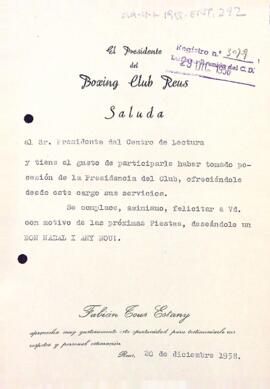 El Presidente
del
Boxing Club Reus
Saluda
Registro n.º
al Sr. Presidente del Centro de Lectura
y tiene el gusto de participarle haber tomado po-
cesión de la Presidencia del Club, ofreciéndole
desde este cargo sus servicios.
Se complace, asimismo, felicitar a Vd.
con motivo de las próximas Fiestas, deseándole un
BON NADAL I ANY NOU.
Fabián Tous Estany
aprovecha muy gustosamente esta oportunidad para testimoniarle su
respeto y personal estimación.
Reus, 20 de diciembre 1958.